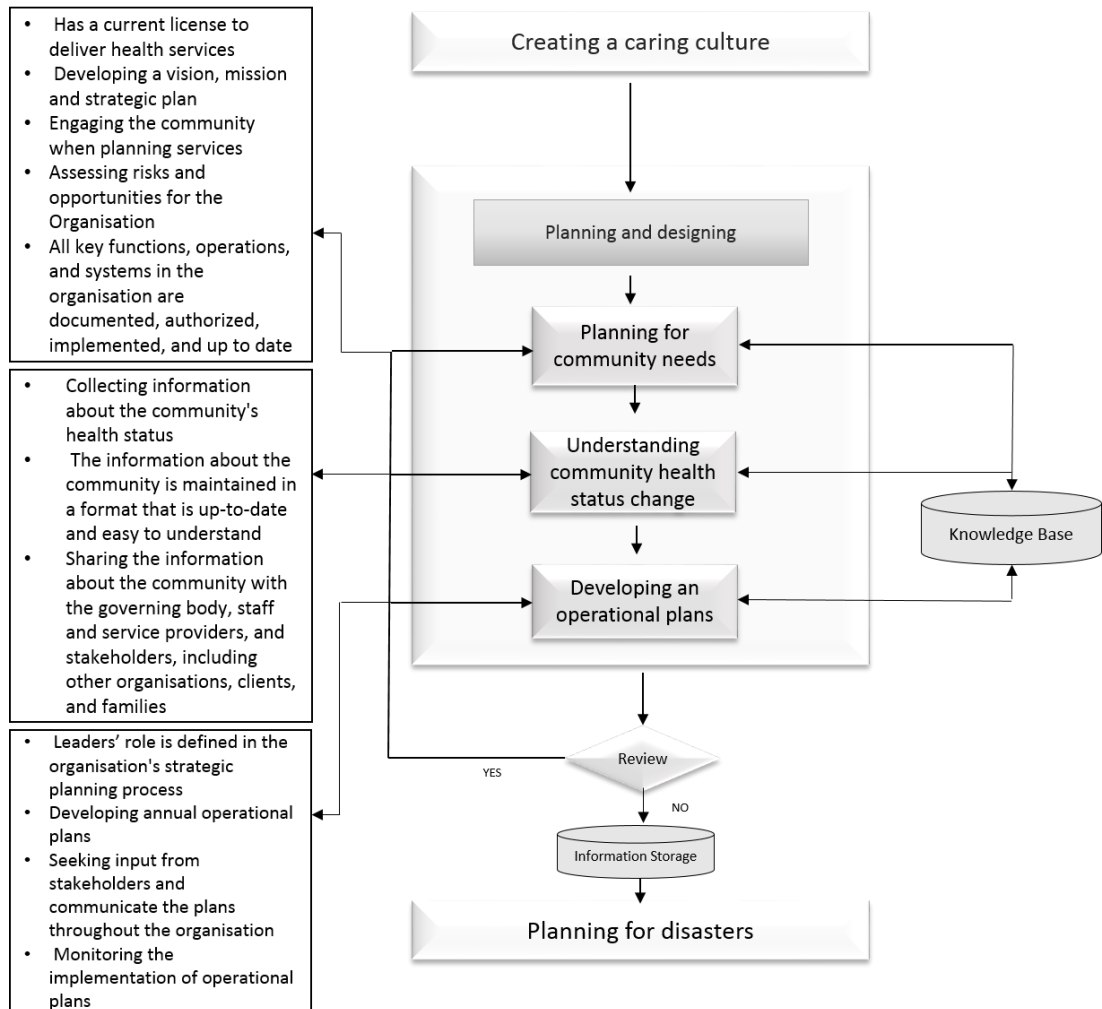 • Has a current license to
deliver health services
• Developing a vision, mission
and strategic plan
• Engaging the community
when planning services
• Assessing risks and
opportunities for the
Organisation
• All key functions, operations,
and systems in the
organisation are
documented, authorized,
implemented, and up to date
• Collecting information
about the community's
health status
• The information about the
community is maintained in
a format that is up-to-date
and easy to understand
• Sharing the information
about the community with
the governing body, staff
and service providers, and
stakeholders, including
other organisations, clients,
and families
• Leaders’ role is defined in the
organisation's strategic
planning process
• Developing annual operational
plans
• Seeking input from
stakeholders and
communicate the plans
throughout the organisation
• Monitoring the
implementation of operational
plans
Creating a caring culture
Planning and designing
Planning for
community needs
Understanding
community health
status change
Developing an
operational plans
Knowledge Base
Review
YES
NO
Information Storage
Planning for disasters